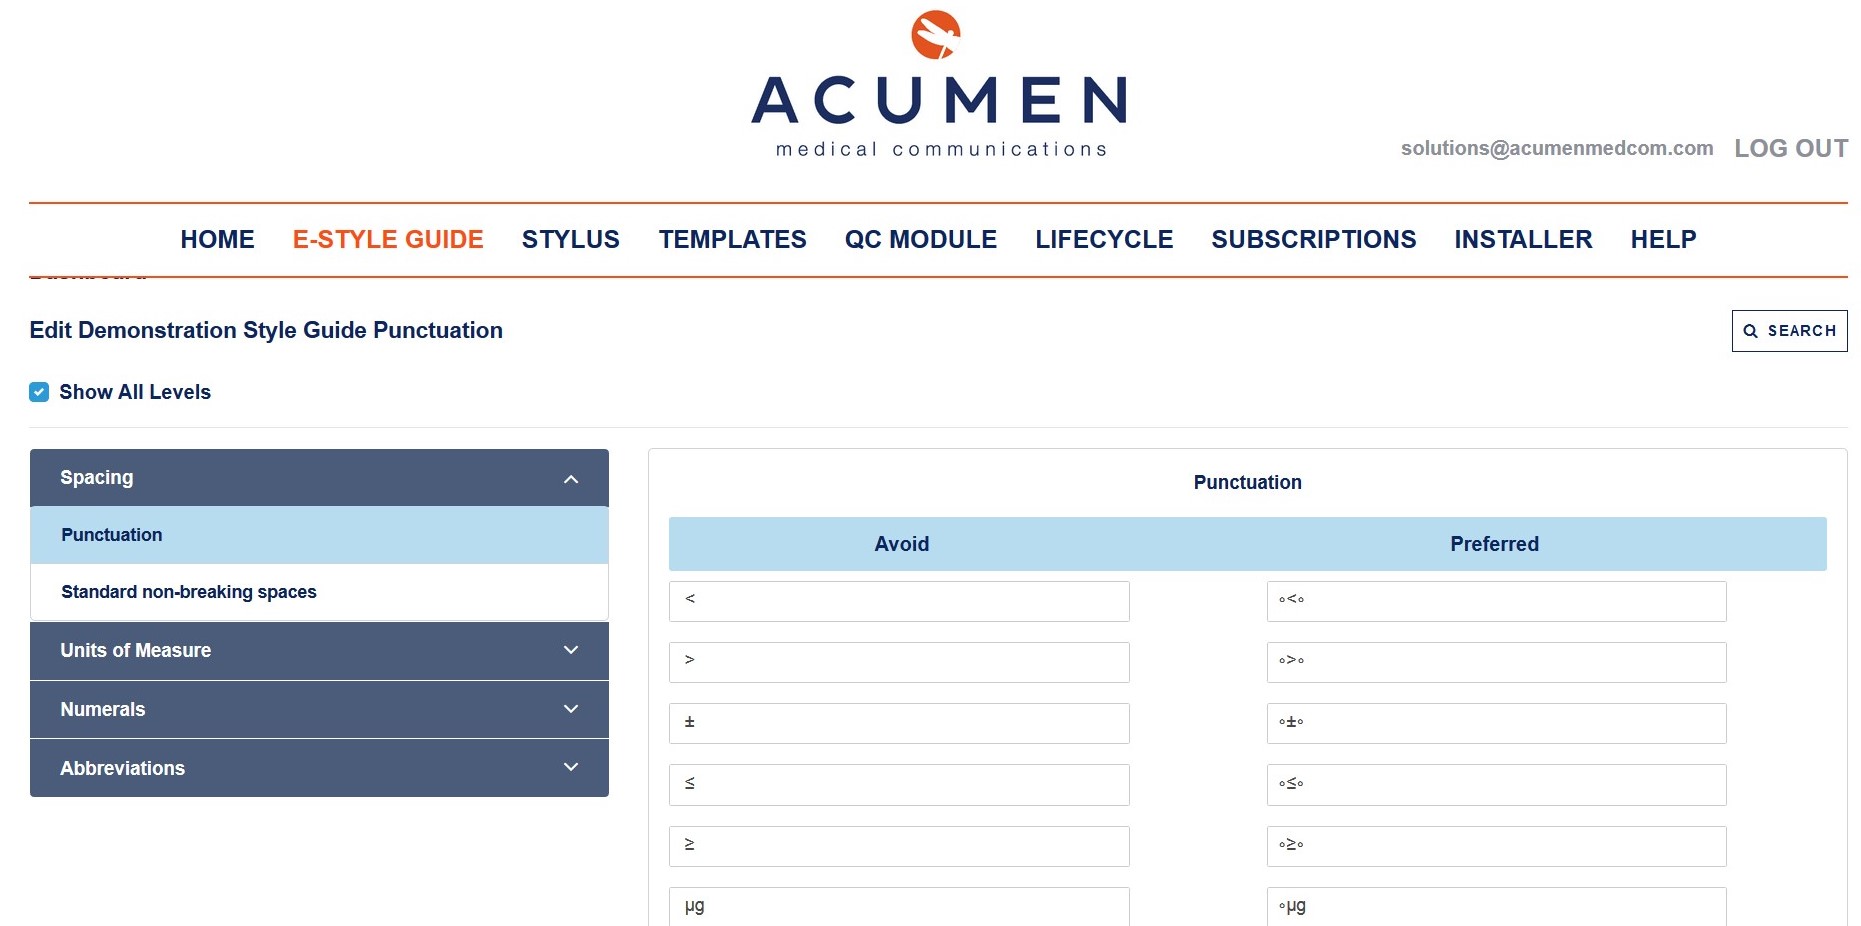 ACUMEN
medical communications
solutions@acumenmedcom.com LOG OUT
HOME E-STYLE GUIDE STYLUS TEMPLATES QC MODULE LIFECYCLE SUBSCRIPTIONS INSTALLER HELP
Edit Demonstration Style Guide Punctuation
SEARCH
Show All Levels
Spacing
Punctuation
Standard non-breaking spaces
Units of Measure
Numerals
Abbreviations
Punctuation
Avoid Preferred
< ∘<∘
> ∘>∘
± ∘±∘
≤ ∘≤∘
≥ ∘≥∘
µg ∘µg